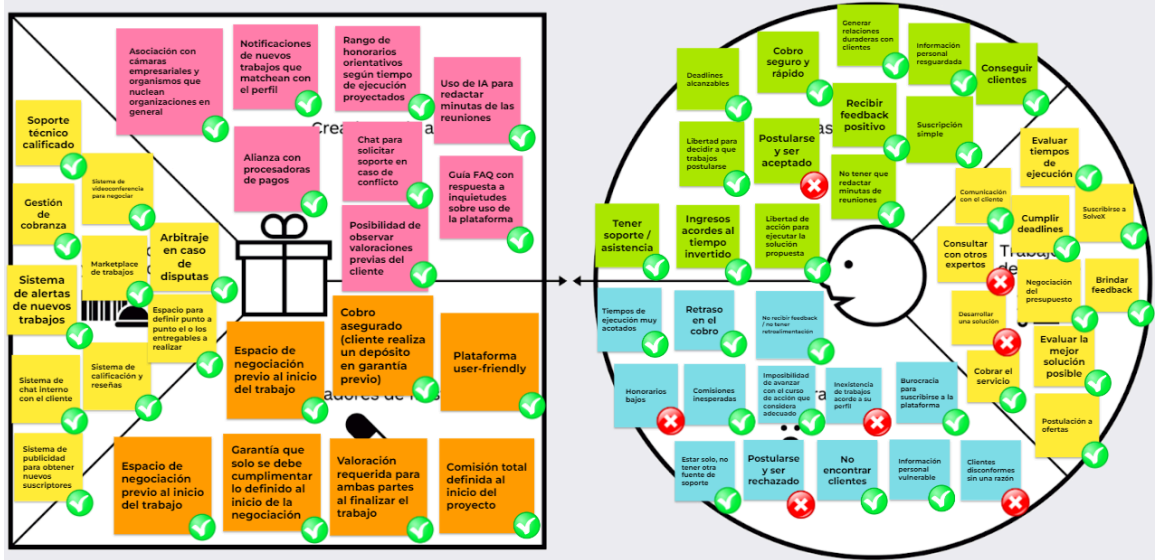 Asociación con
cámaras
empresariales y
organismos que
nuclean
organizaciones en
general
Notificaciones
de nuevos
trabajos que
matchean con
el perfil
Rango de
honorarios
orientativos
según tiempo
de ejecución
proyectados
Uso de IA para
redactar
minutas de las
reuniones
Alianza con
procesadoras
de pagos
Chat para
solicitar
soporte en
caso de
conflicto
Guía FAQ con
respuesta a
inquietudes
sobre uso de
la plataforma
Posibilidad de
observar
valoraciones
previas del
cliente
Soporte
técnico
calificado
Sistema de
videoconferencia
para negociar
Gestión
de
cobranza
Marketplace
de trabajos
Arbitraje
en caso
de
disputas
Sistema
de alertas
de nuevos
trabajos
Espacio para
definir punto a
punto el o los
entregables a
realizar
Sistema de
chat interno
con el cliente
Sistema de
calificación y
reseñas
Sistema de
publicidad
para obtener
nuevos
suscriptores
Espacio de
negociación
previo al inicio
del trabajo
Cobro
asegurado
(cliente realiza
un depósito
en garantía
previo)
Plataforma
user-friendly
Espacio de
negociación
previo al inicio
del trabajo
Garantía que
solo se debe
cumplimentar
lo definido al
inicio de la
negociación
Valoración
requerida para
ambas partes
al finalizar el
trabajo
Comisión total
definida al
inicio del
proyecto
Generar
relaciones
duraderas con
clientes
Cobro
seguro y
rápido
Información
personal
resguardada
Conseguir
clientes
Deadlines
alcanzables
Recibir
feedback
positivo
Suscripción
simple
Libertad para
decidir a que
trabajos
postularse
Postularse
y ser
aceptado
No tener que
redactar
minutas de
reuniones
Tener
soporte /
asistencia
Ingresos
acordes al
tiempo
invertido
Libertad de
acción para
ejecutar la
solución
propuesta
Evaluar
tiempos
de
ejecución
Comunicación
con el cliente
Cumplir
deadlines
Suscribirse a
SolveX
Consultar
con otros
expertos
Negociación
del
presupuesto
Brindar
feedback
Desarrollar
una solución
Evaluar la
mejor
solución
posible
Cobrar el
servicio
Postulación a
ofertas
Tiempos de
ejecución muy
acotados
Retraso
en el
cobro
No recibir feedback
/ no tener
retroalimentación
Honorarios
bajos
Comisiones
inesperadas
Imposibilidad
de avanzar
con el curso
de acción que
considera
adecuado
Inexistencia
de trabajos
acorde a su
perfil
Burocracia
para
suscribirse a la
plataforma
Estar solo, no
tener otra
fuente de
soporte
Postularse
y ser
rechazado
No
encontrar
clientes
Información
personal
vulnerable
Clientes
disconformes
sin una razón